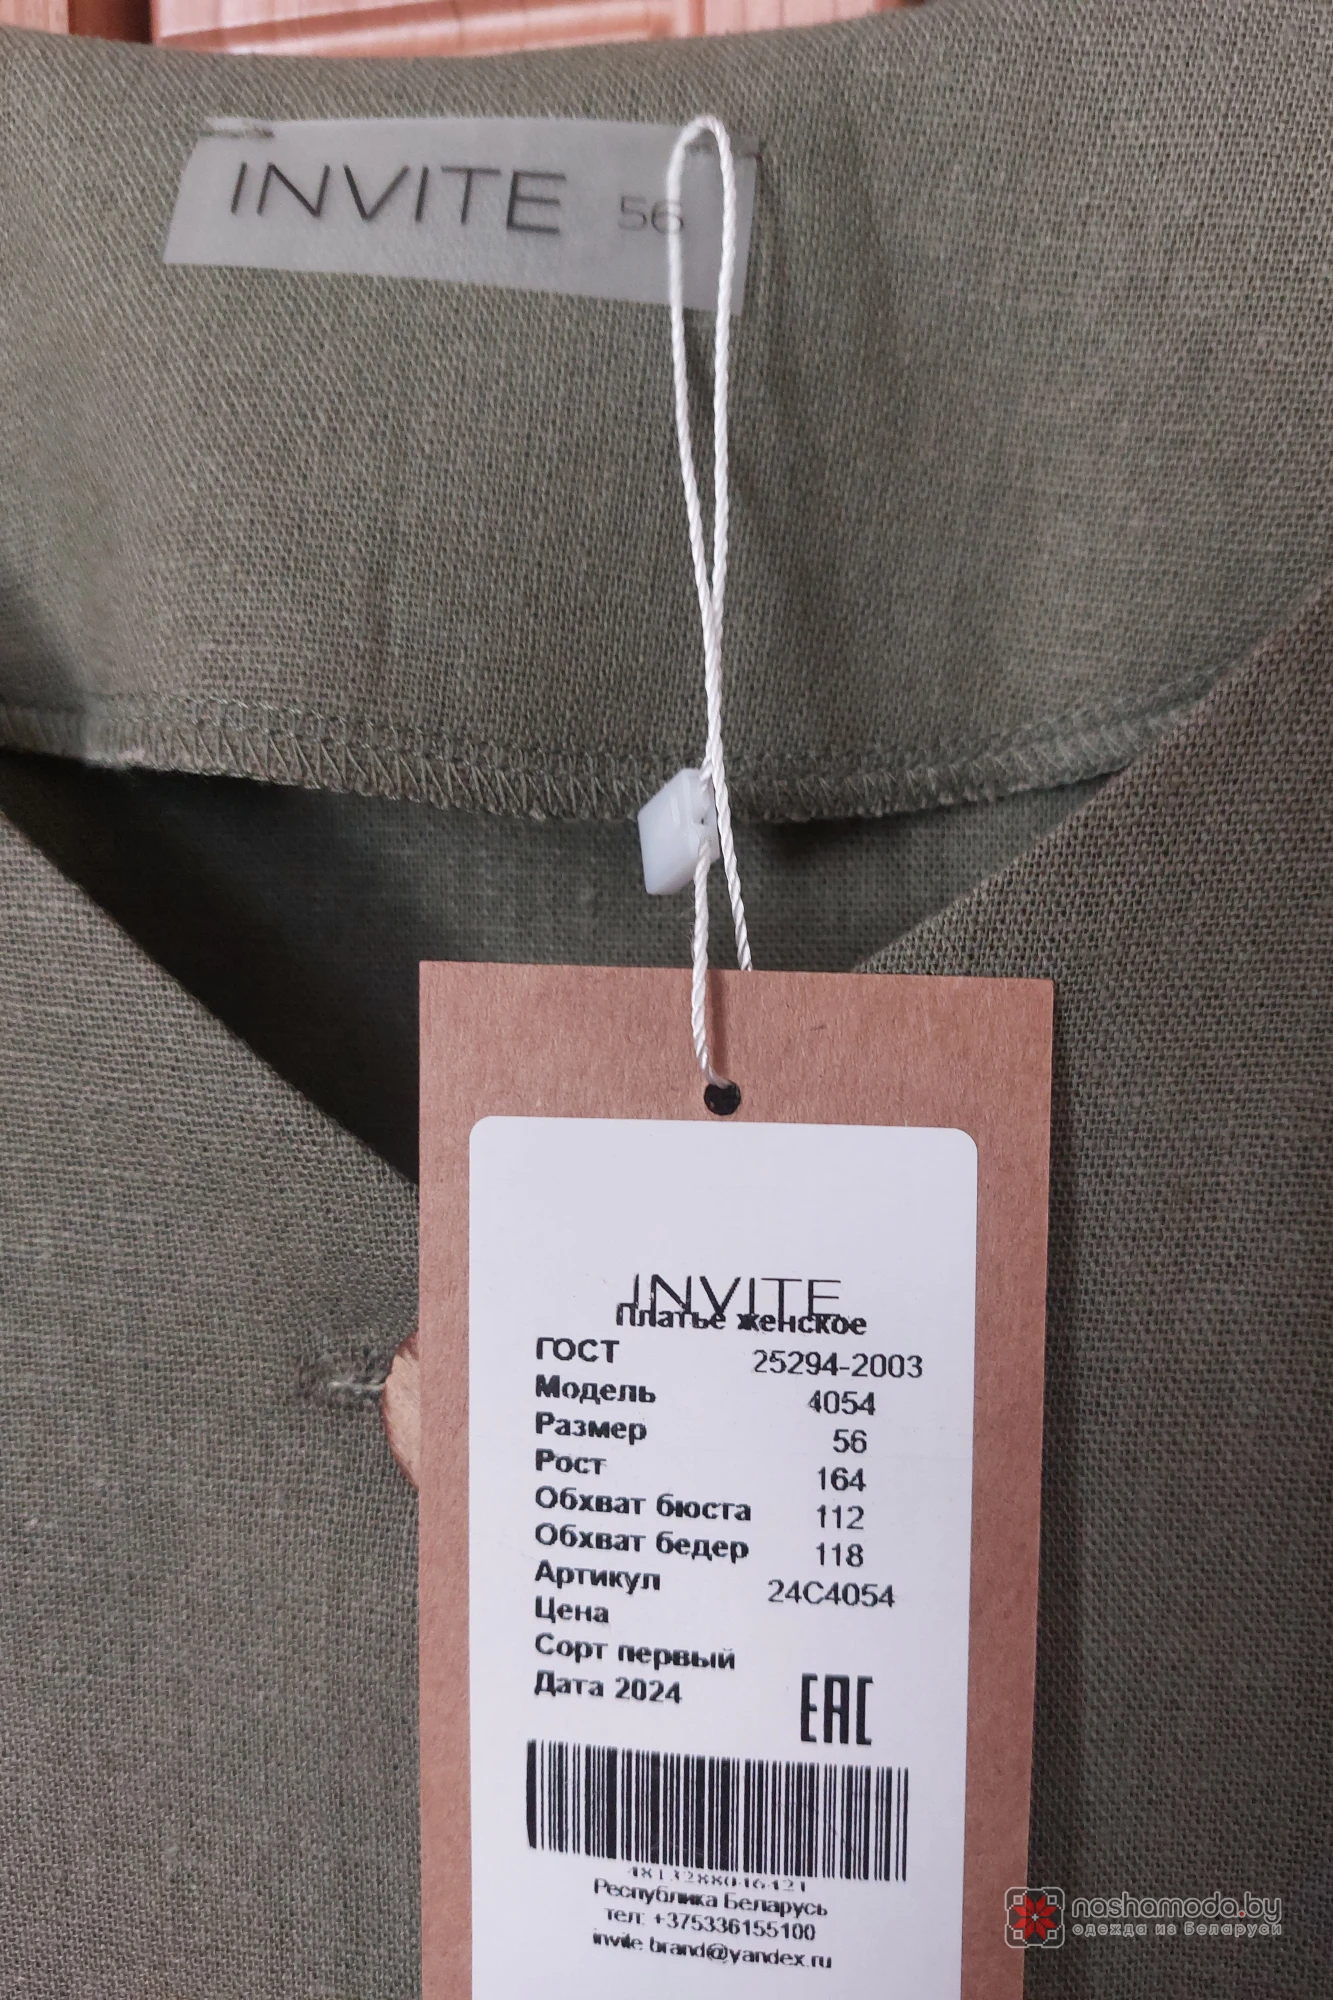 INVITE 56
INVITE
Платье женское
ГОСТ 25294-2003
Модель 4054
Размер 56
Рост 164
Обхват бюста 112
Обхват бедер 118
Артикул 24С4054
Цена
Сорт первый
Дата 2024
EAC
4813288046421
Республика Беларусь
тел: +375336155100
invite.brand@yandex.ru
nashamoda.by
одежда из беларуси